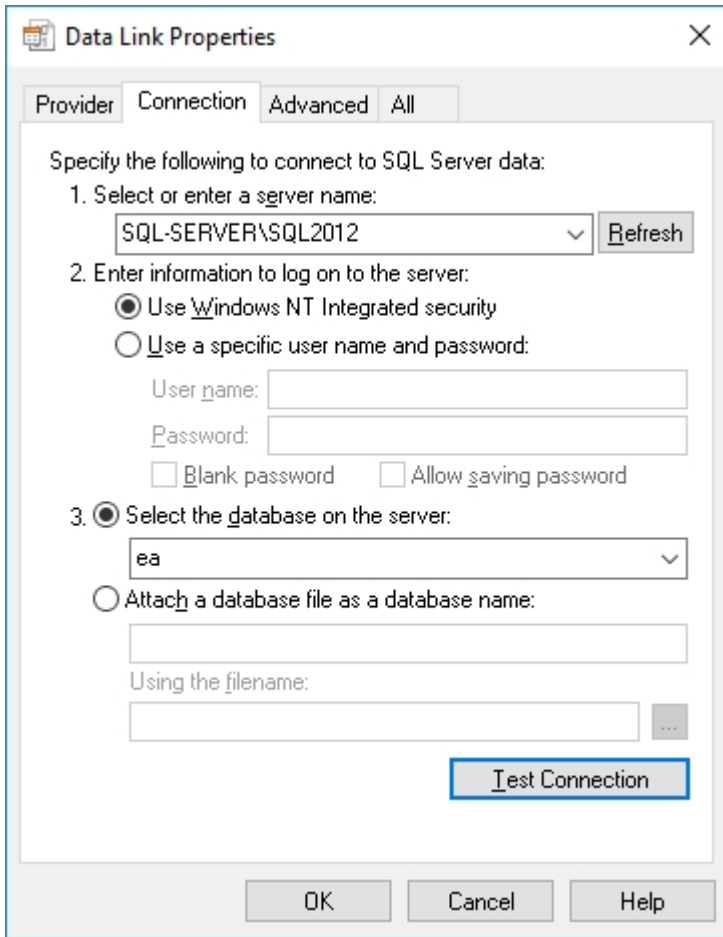 Data Link Properties
Provider Connection Advanced All
Specify the following to connect to SQL Server data:
1. Select or enter a server name:
SQL-SERVER\SQL2012 Refresh
2. Enter information to log on to the server:
Use Windows NT Integrated security
Use a specific user name and password:
User name:
Password:
Blank password Allow saving password
3. Select the database on the server:
ea
Attach a database file as a database name:
Using the filename:
...
Test Connection
OK Cancel Help